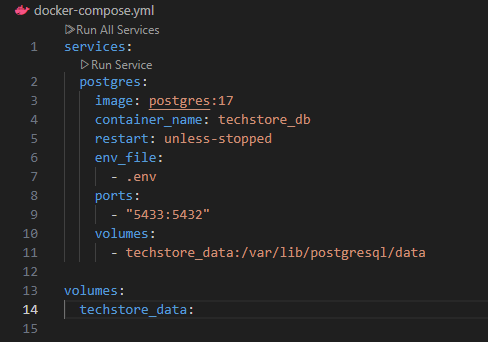 docker-compose.yml
Run All Services
1 services:
Run Service
2 postgres:
3 image: postgres:17
4 container_name: techstore_db
5 restart: unless-stopped
6 env_file:
7 - .env
8 ports:
9 - "5433:5432"
10 volumes:
11 - techstore_data:/var/lib/postgresql/data
12
13 volumes:
14 techstore_data:
15